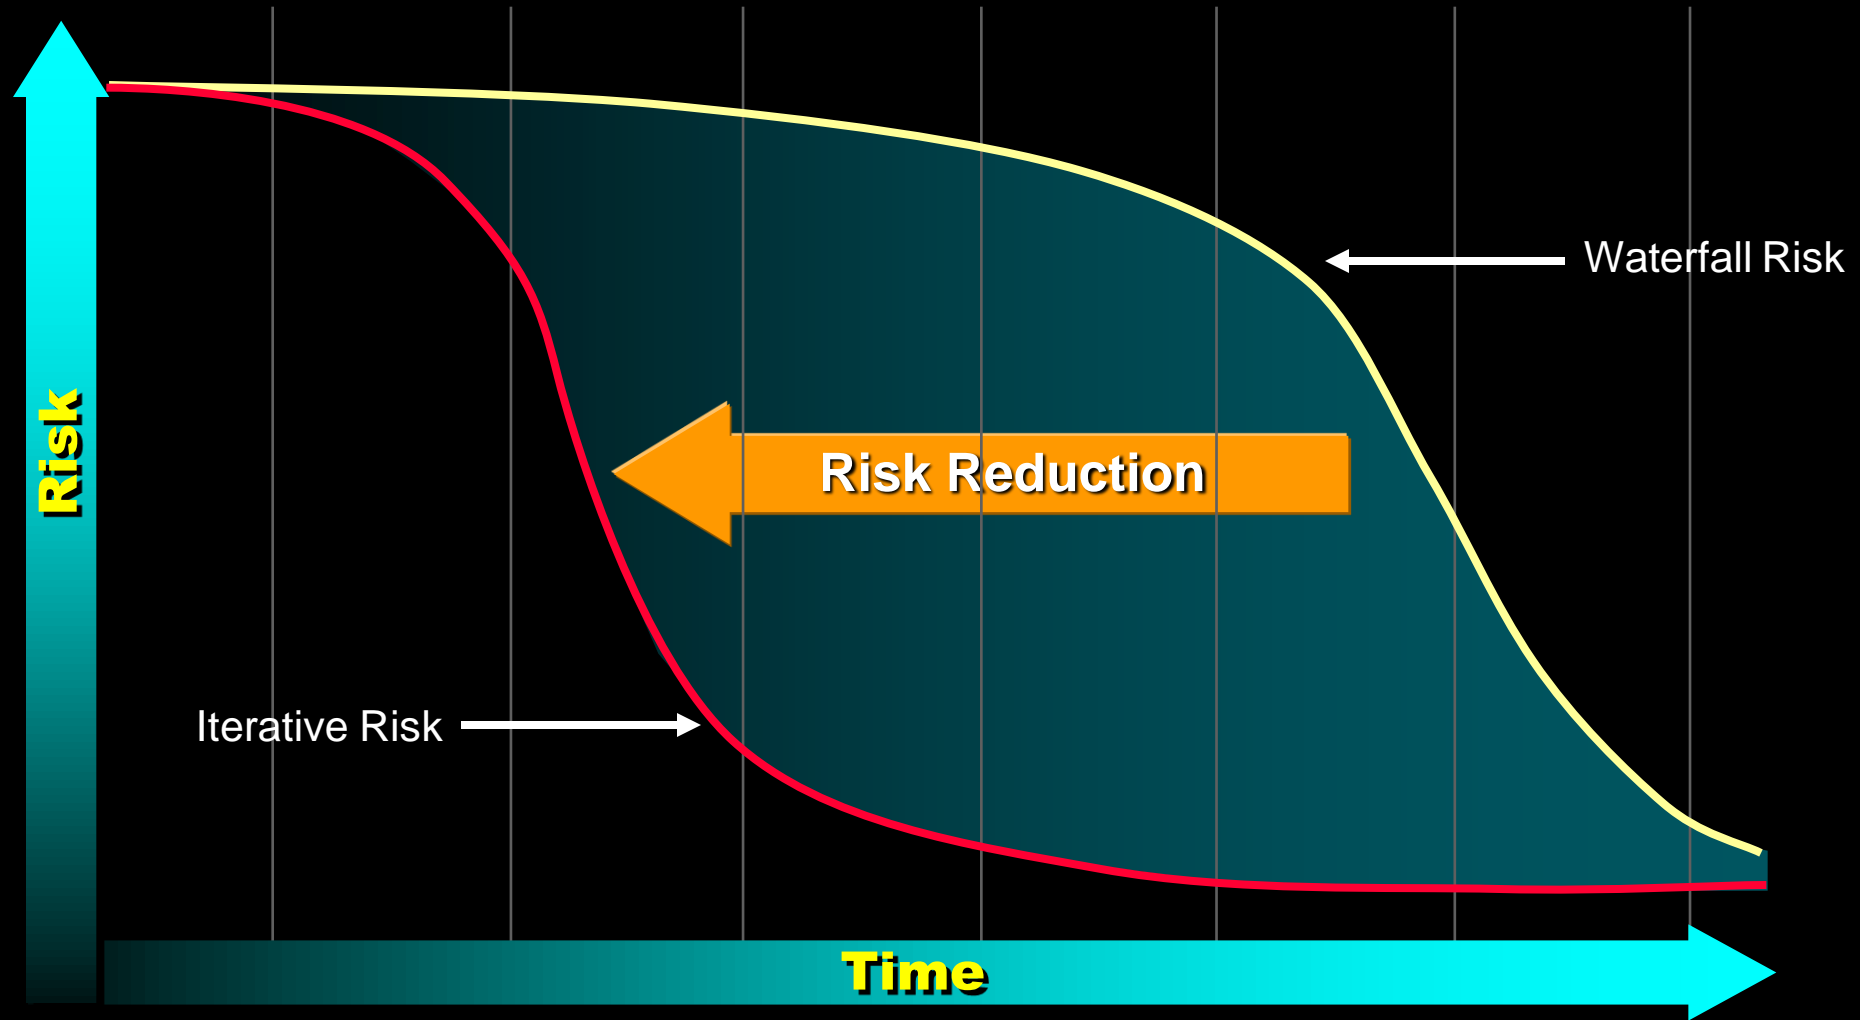 Waterfall Risk
Risk
Risk Reduction
Iterative Risk
Time